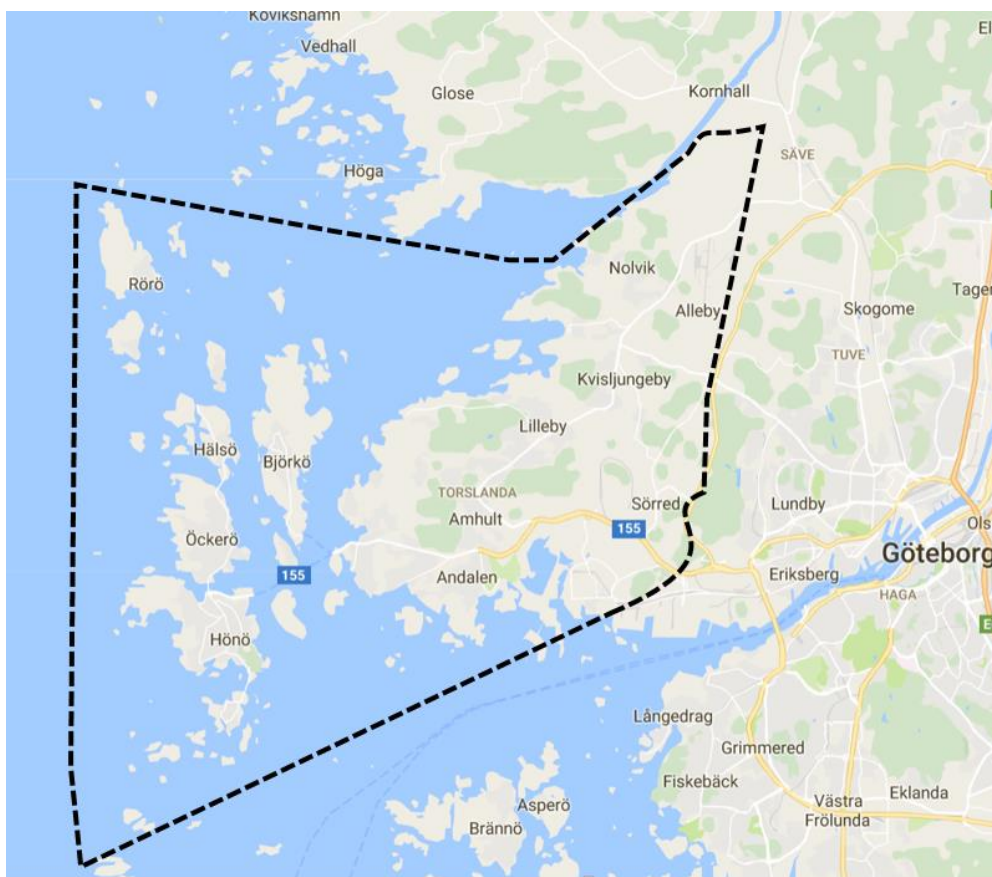 Kovikshamn
Vedhall
El
Glose
Kornhall
SÄVE
Höga
Nolvik
Rörö
Alleby
Skogome
Tager
TUVE
Kvisljungeby
Lilleby
Hälsö
Björkö
TORSLANDA
Sörred
Lundby
Amhult
155
Ols
Öckerö
Göteborg
155
Andalen
Eriksberg
HAGA
Hönö
E
Långedrag
Grimmered
Fiskebäck
Asperö
Eklanda
Västra
Frölunda
Brännö